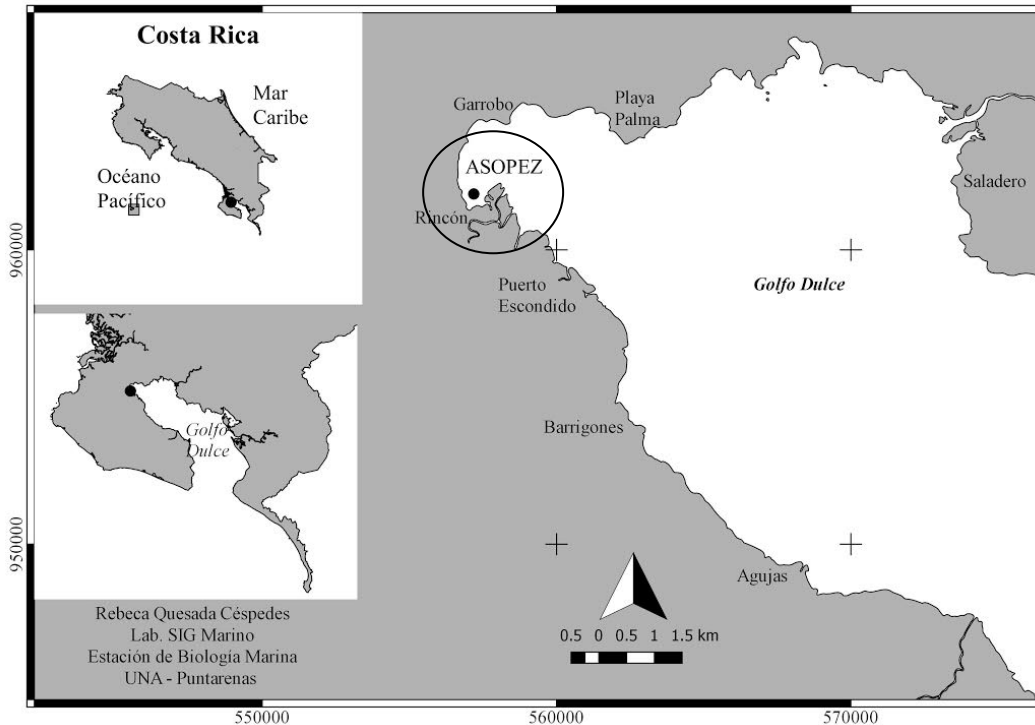 Costa Rica
Mar
Caribe
Océano
Pacífico
Golfo
Dulce
Garrobo
Playa
Palma
ASOPEZ
Rincón
Saladero
Puerto
Escondido
Golfo Dulce
Barrigones
Agujas
0.5 0 0.5 1 1.5 km
Rebeca Quesada Céspedes
Lab. SIG Marino
Estación de Biología Marina
UNA - Puntarenas
960000
950000
550000
560000
570000